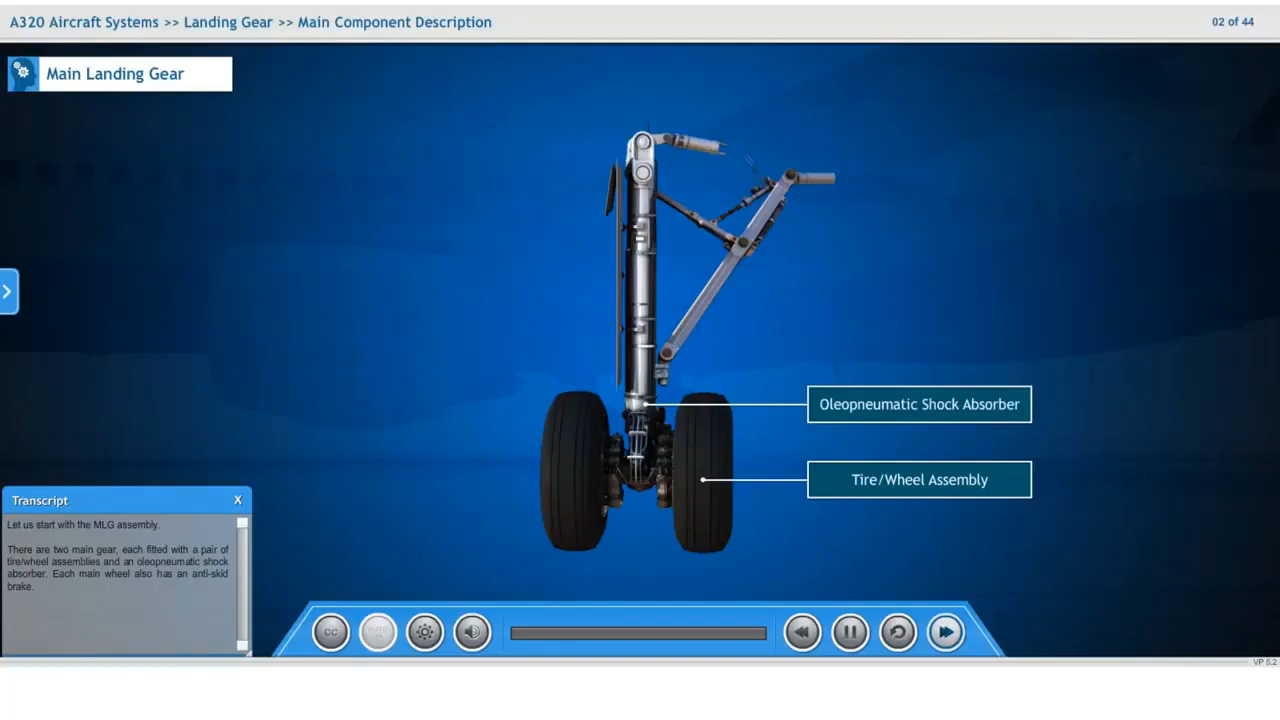 A320 Aircraft Systems >> Landing Gear >> Main Component Description
02 of 44
Main Landing Gear
Oleopneumatic Shock Absorber
Tire/Wheel Assembly
Transcript X
Let us start with the MLG assembly.
There are two main gear, each fitted with a pair of
tire/wheel assemblies and an oleopneumatic shock
absorber. Each main wheel also has an anti-skid
brake.
CC
VP 5.2